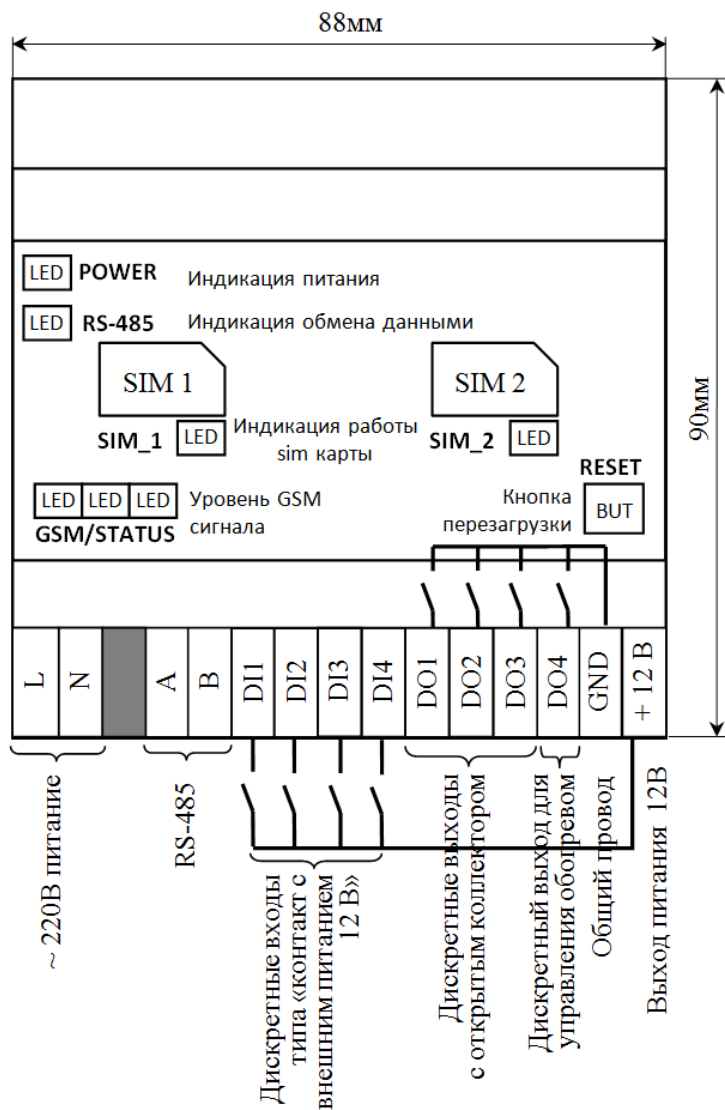 88мм
90мм
LED POWER Индикация питания
LED RS-485 Индикация обмена данными
SIM 1
SIM 2
SIM_1 LED Индикация работы
sim карты
SIM_2 LED
RESET
LED LED LED Уровень GSM
сигнала
GSM/STATUS
Кнопка
перезагрузки
BUT
L
N
A
B
DI1
DI2
DI3
DI4
DO1
DO2
DO3
DO4
GND
+ 12 В
~ 220В питание
RS-485
Дискретные входы
типа «контакт с
внешним питанием
12 В»
Дискретные выходы
с открытым коллектором
Дискретный выход для
управления обогревом
Общий провод
Выход питания 12В